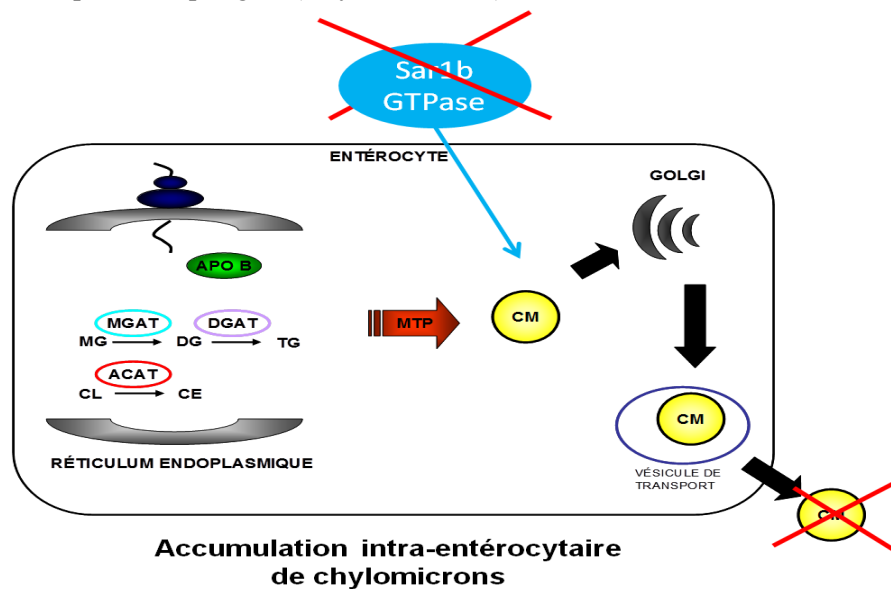 Sar1b
GTPase
ENTÉROCYTE
GOLGI
APO B
MGAT DGAT
MG DG TG
MTP
CM
ACAT
CL CE
CM
RÉTICULUM ENDOPLASMIQUE
VÉSICULE DE
TRANSPORT
CM
Accumulation intra-entérocytaire
de chylomicrons